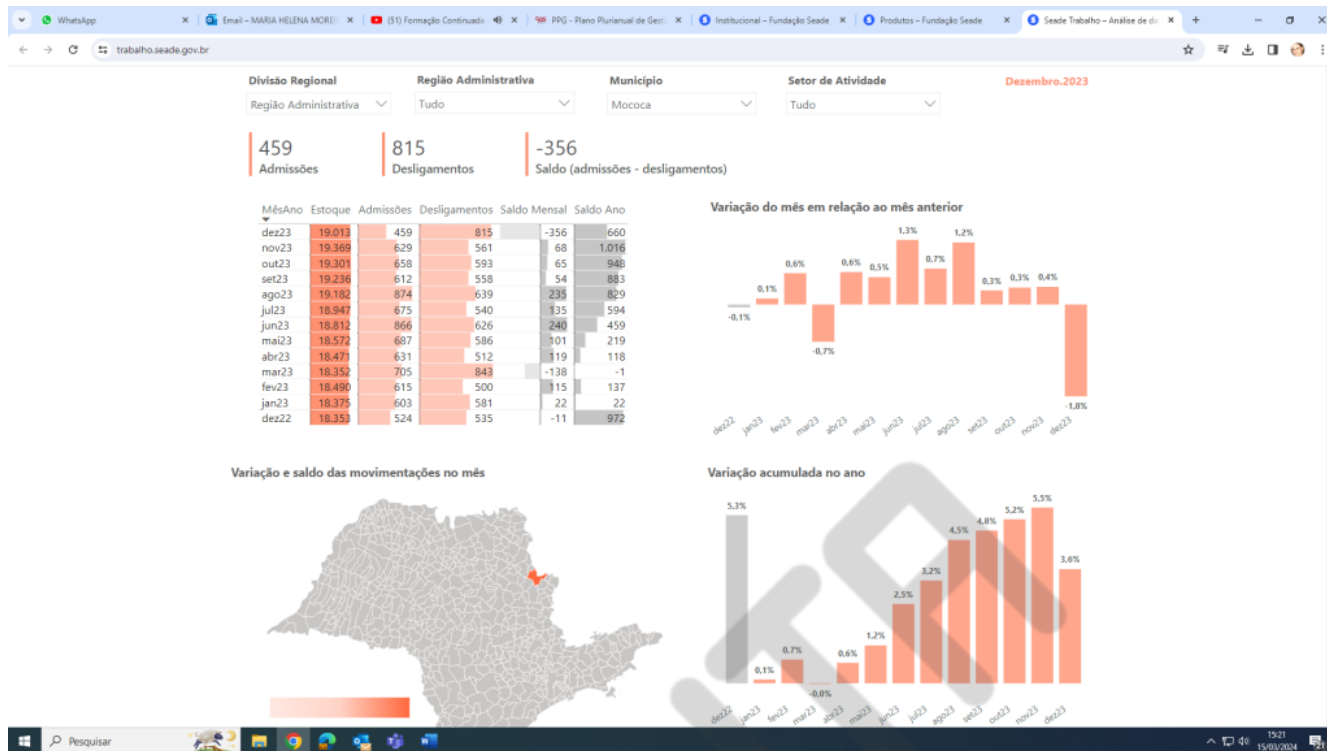 WhatsApp
Email – MARIA HELENA MOREI
(51) Formação Continuada
PPG - Plano Plurianual de Gest
Institucional – Fundação Seade
Produtos – Fundação Seade
Seade Trabalho – Análise de da
trabalho.seade.gov.br
Divisão Regional Região Administrativa Município Setor de Atividade Dezembro.2023
Região Administrativa Tudo Mococa Tudo
459 815 -356
Admissões Desligamentos Saldo (admissões - desligamentos)
MêsAno Estoque Admissões Desligamentos Saldo Mensal Saldo Ano
dez23 19.013 459 815 -356 660
nov23 19.369 629 561 68 1.016
out23 19.301 658 593 65 948
set23 19.236 612 558 54 883
ago23 19.182 874 639 235 829
jul23 18.947 675 540 135 594
jun23 18.812 866 626 240 459
mai23 18.572 687 586 101 219
abr23 18.471 631 512 119 118
mar23 18.352 705 843 -138 -1
fev23 18.490 615 500 115 137
jan23 18.375 603 581 22 22
dez22 18.353 524 535 -11 972
Variação do mês em relação ao mês anterior
-0,1% 0,1% 0,6% -0,7% 0,6% 0,5% 1,3% 0,7% 1,2% 0,3% 0,3% 0,4% -1,8%
dez22 jan23 fev23 mar23 abr23 mai23 jun23 jul23 ago23 set23 out23 nov23 dez23
Variação e saldo das movimentações no mês
Variação acumulada no ano
5,3% 0,1% 0,7% -0,0% 0,6% 1,2% 2,5% 3,2% 4,5% 4,8% 5,2% 5,5% 3,6%
dez22 jan23 fev23 mar23 abr23 mai23 jun23 jul23 ago23 set23 out23 nov23 dez23
Pesquisar
15:21
15/03/2024
21